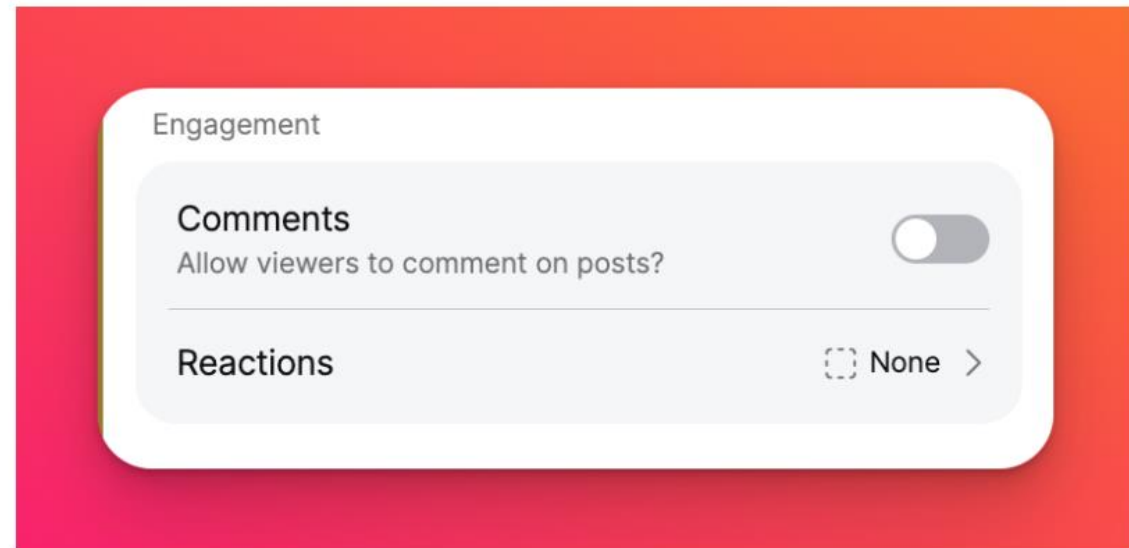 Engagement
Comments
Allow viewers to comment on posts?
Reactions
None